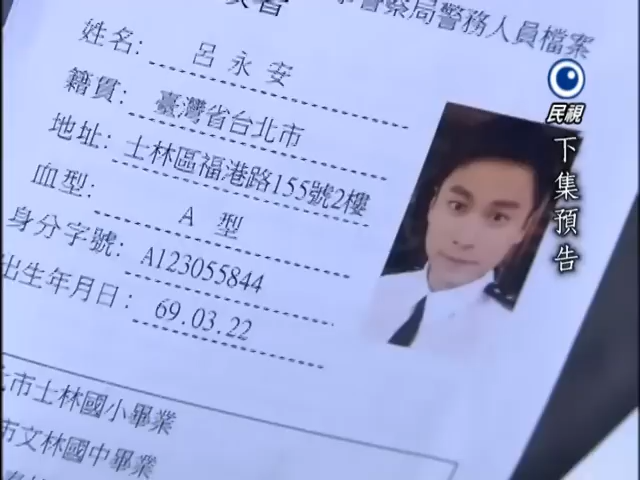 警察局警務人員檔案
姓名: 呂永安
籍貫: 臺灣省台北市
地址: 士林區福港路155號2樓
血型: A 型
身分字號: A123055844
出生年月日: 69.03.22
市士林國小畢業
市文林國中畢業
民視
下集預告